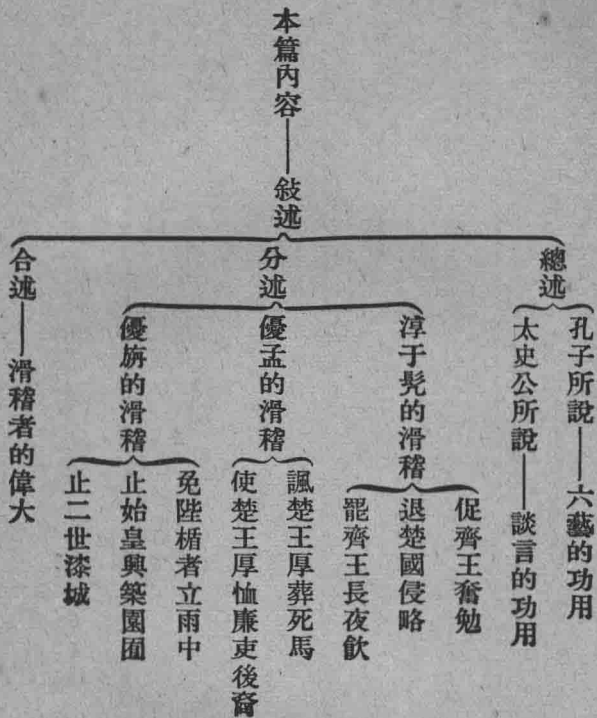 本篇內容——敍述
總述
孔子所說——六藝的功用
太史公所說——談言的功用
分述
淳于髡的滑稽
促齊王奮勉
退楚國侵略
罷齊王長夜飲
優孟的滑稽
諷楚王厚葬死馬
使楚王厚恤廉吏後裔
優旃的滑稽
免陛楯者立雨中
止始皇興築園囿
止二世漆城
合述——滑稽者的偉大